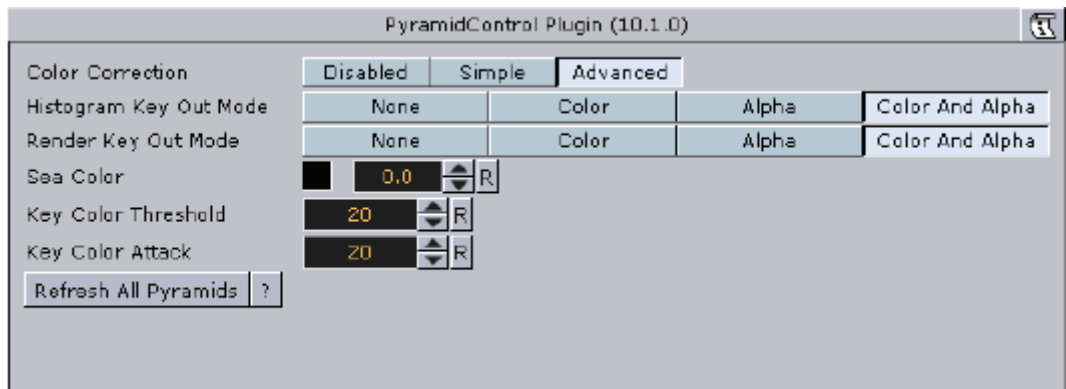 PyramidControl Plugin (10.1.0)
Color Correction Disabled Simple Advanced
Histogram Key Out Mode None Color Alpha Color And Alpha
Render Key Out Mode None Color Alpha Color And Alpha
Sea Color 0.0 R
Key Color Threshold 20 R
Key Color Attack 20 R
Refresh All Pyramids ?